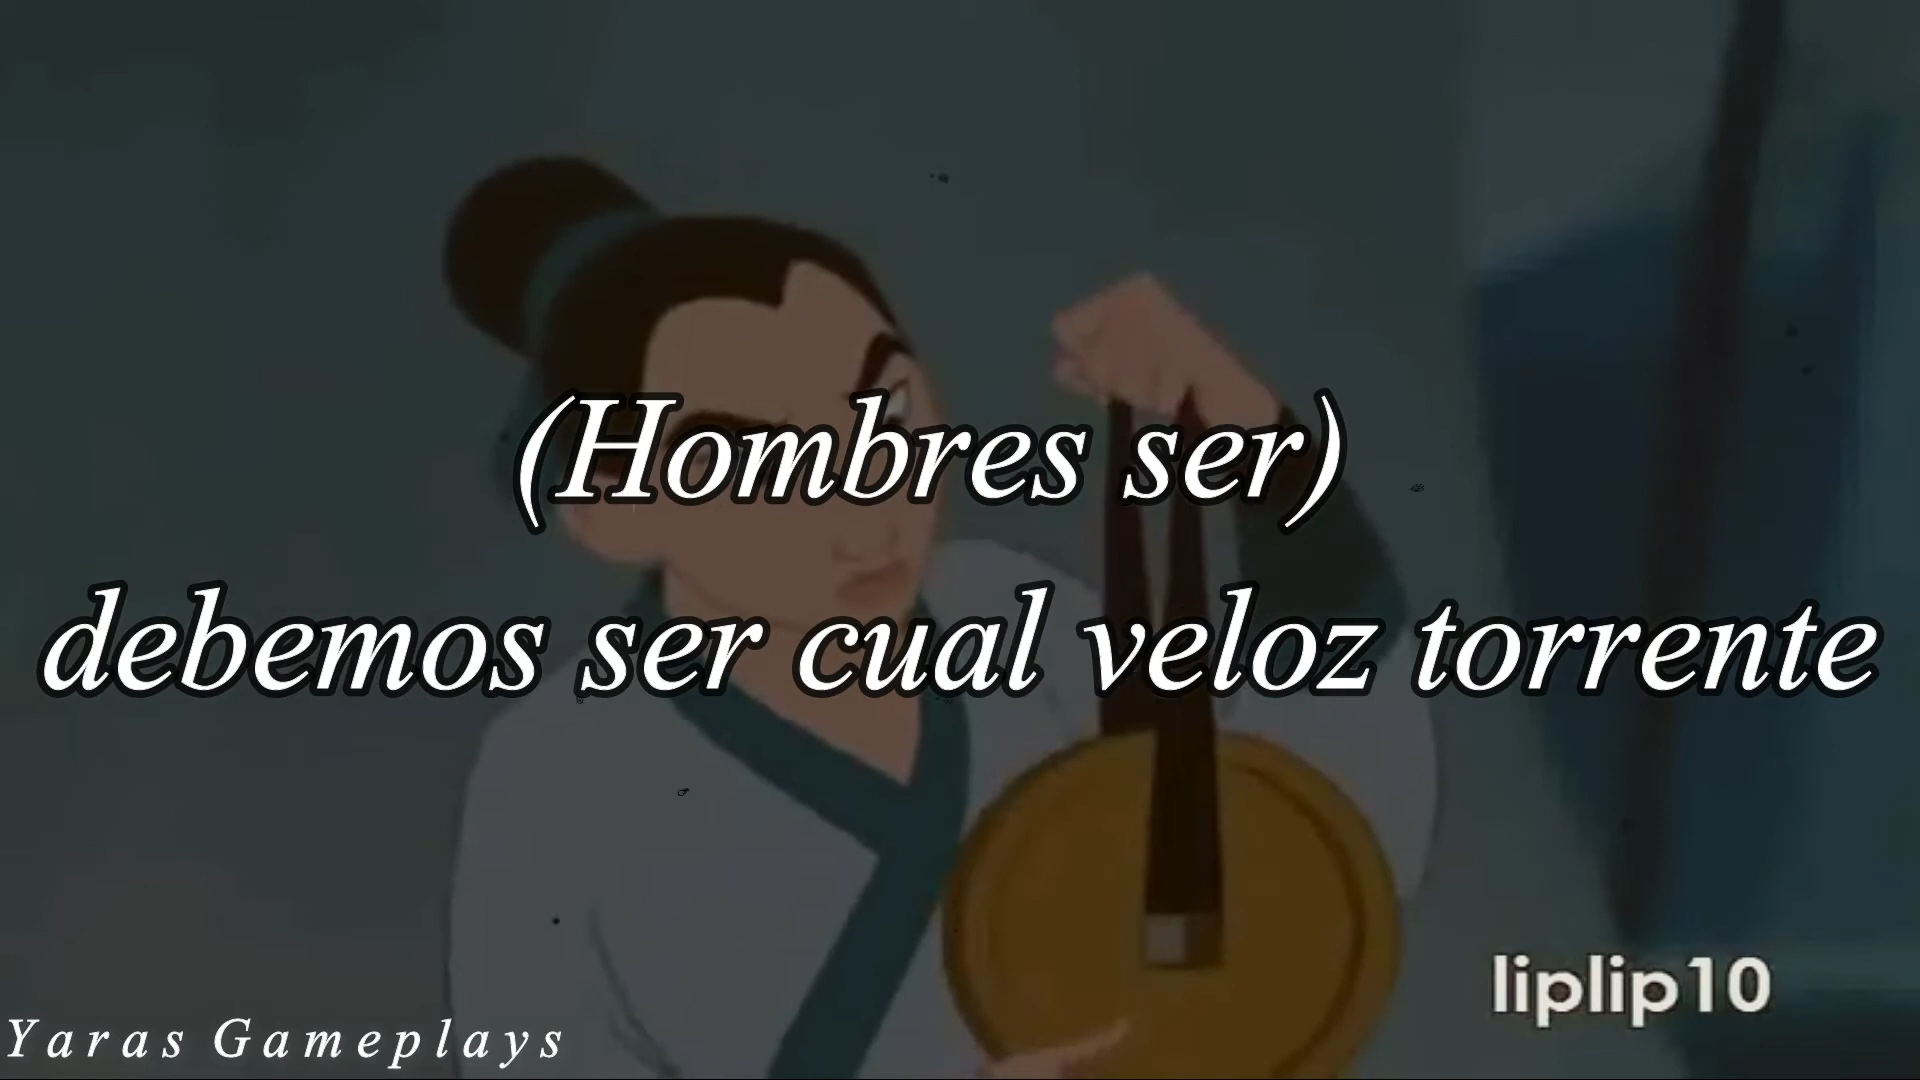 (Hombres ser)
debemos ser cual veloz torrente
liplip10
Yaras Gameplays